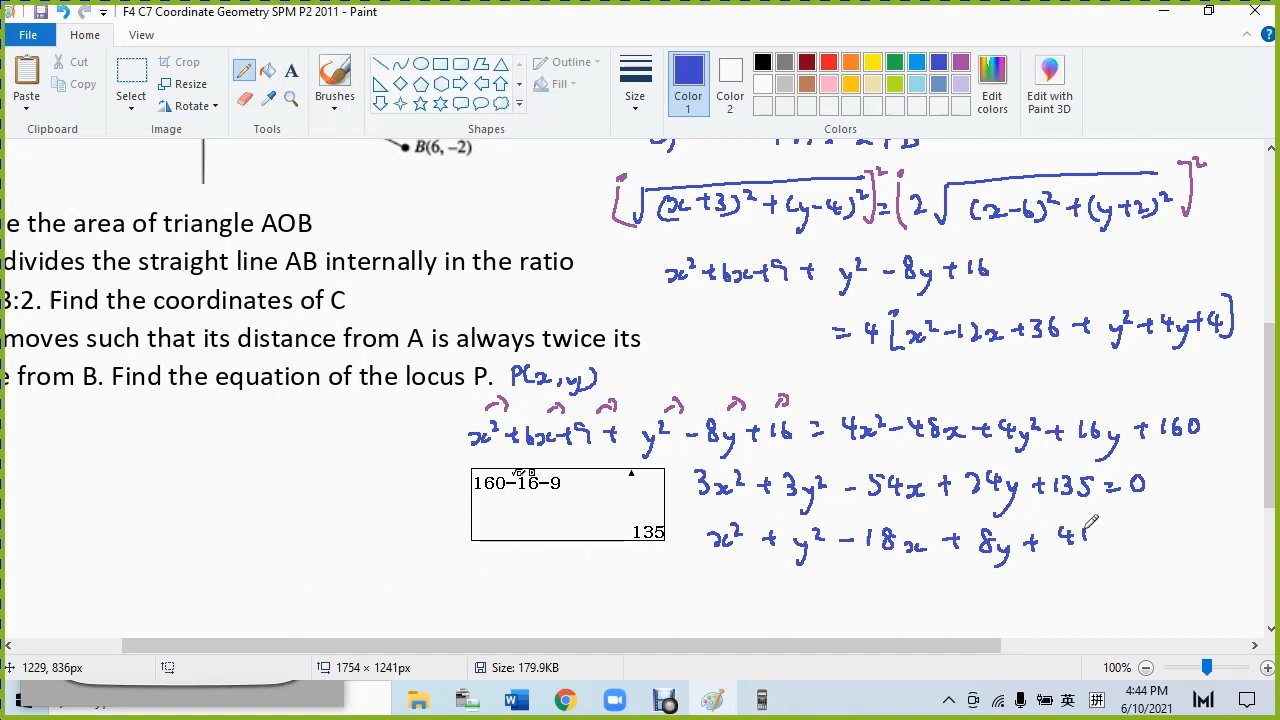 F4 C7 Coordinate Geometry SPM P2 2011 - Paint
File Home View
Paste
Cut
Copy
Clipboard
Select
Crop
Resize
Rotate
Image
A
Tools
Brushes
Shapes
Outline
Fill
Size
Color 1
Color 2
Colors
Edit colors
Edit with Paint 3D
B(6, −2)
e the area of triangle AOB
divides the straight line AB internally in the ratio
3:2. Find the coordinates of C
moves such that its distance from A is always twice its
e from B. Find the equation of the locus P. P(x, y)
[√(x+3)²+(y-4)²]² = [2√(x-6)²+(y+2)²]²
x²+6x+9 + y² - 8y + 16
= 4[x²-12x+36 + y²+4y+4]
x²+6x+9 + y² - 8y + 16 = 4x²-48x+4y²+16y+160
160−16−9
135
3x² + 3y² - 54x + 24y + 135 = 0
x² + y² - 18x + 8y + 4
1229, 836px
1754 × 1241px
Size: 179.9KB
100%
4:44 PM
6/10/2021
英
拼